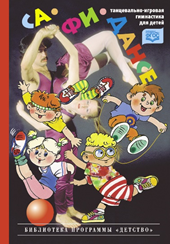 СА•ФИ•ДАНСЕ
танцевально-игровая
гимнастика
для детей
БИБЛИОТЕКА ПРОГРАММЫ «ДЕТСТВО»